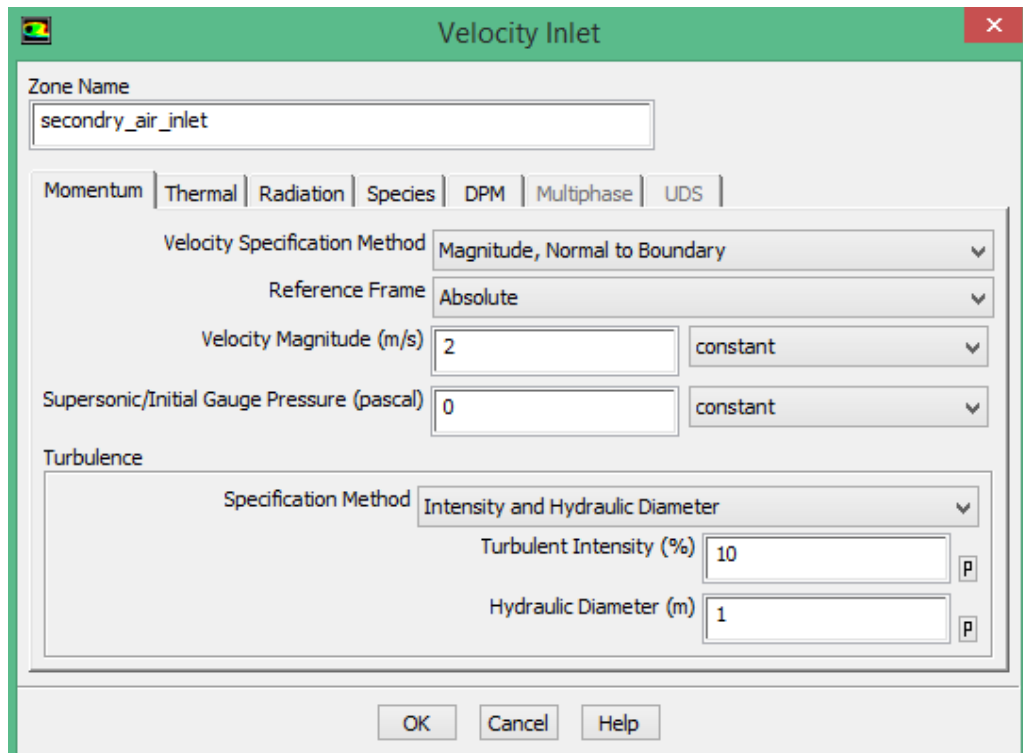 Velocity Inlet
Zone Name
secondry_air_inlet
Momentum Thermal Radiation Species DPM Multiphase UDS
Velocity Specification Method Magnitude, Normal to Boundary
Reference Frame Absolute
Velocity Magnitude (m/s) 2 constant
Supersonic/Initial Gauge Pressure (pascal) 0 constant
Turbulence
Specification Method Intensity and Hydraulic Diameter
Turbulent Intensity (%) 10 P
Hydraulic Diameter (m) 1 P
OK Cancel Help